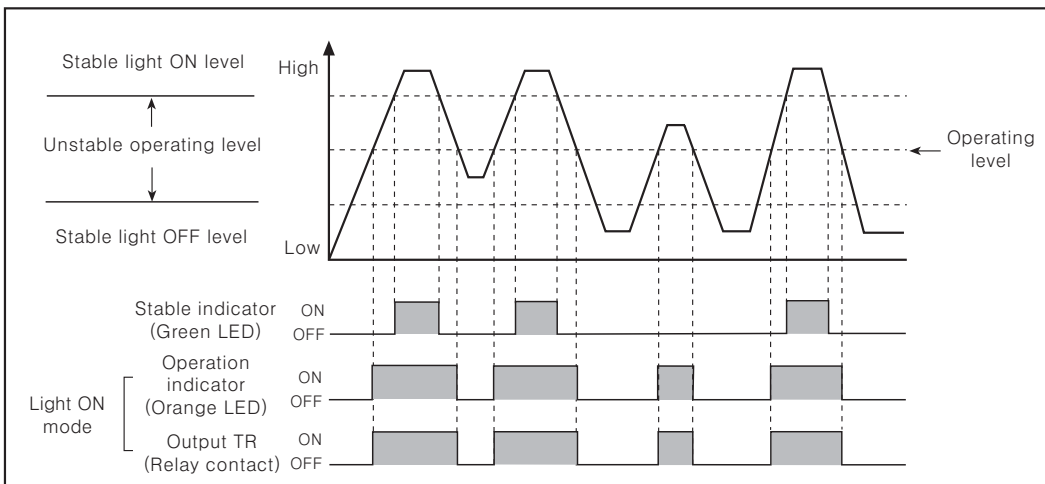 Stable light ON level
Unstable operating level
Stable light OFF level
High
Low
Operating
level
Stable indicator
(Green LED)
ON
OFF
Light ON
mode
Operation
indicator
(Orange LED)
ON
OFF
Output TR
(Relay contact)
ON
OFF